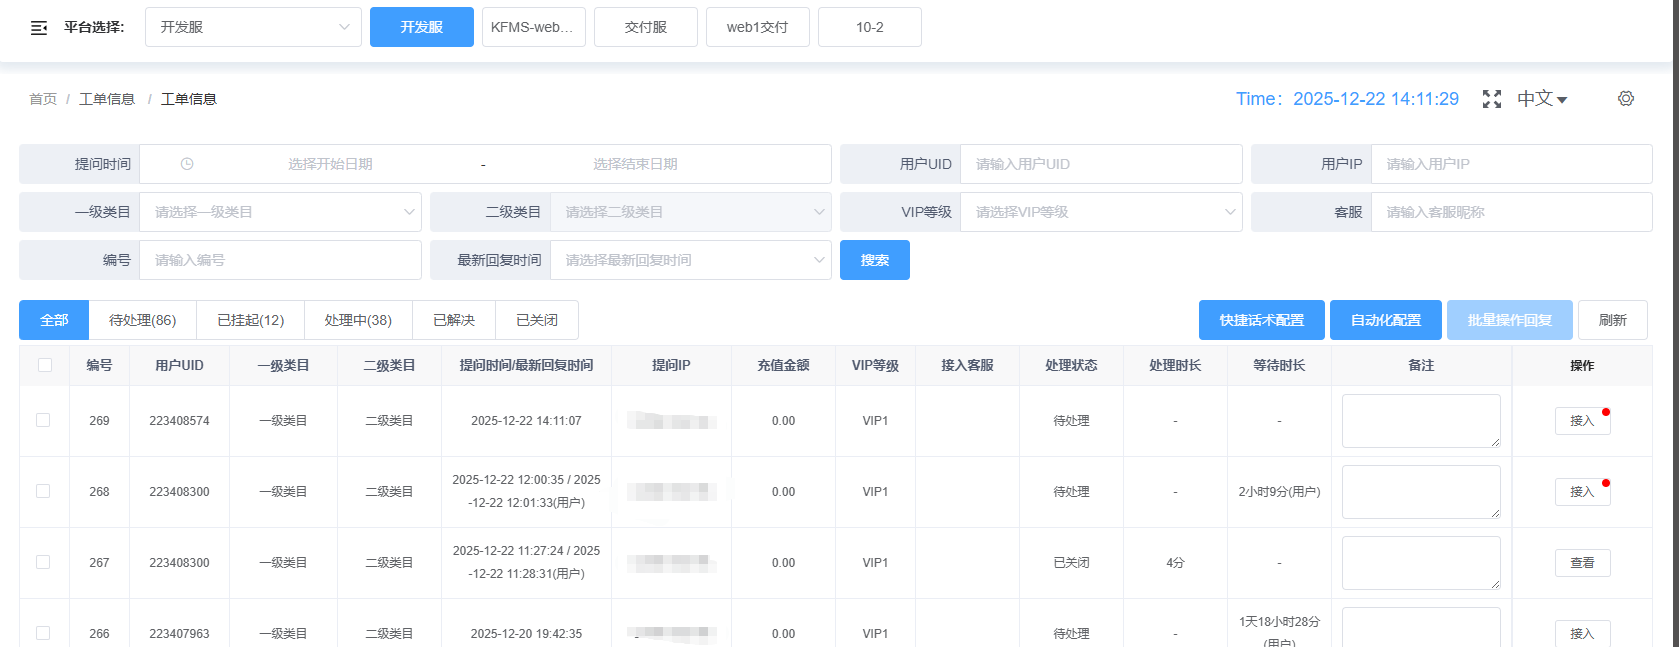 平台选择: 开发服 开发服 KFMS-web... 交付服 web1交付 10-2
首页 / 工单信息 / 工单信息 Time: 2025-12-22 14:11:29 中文
提问时间 选择开始日期 - 选择结束日期 用户UID 请输入用户UID 用户IP 请输入用户IP
一级类目 请选择一级类目 二级类目 请选择二级类目 VIP等级 请选择VIP等级 客服 请输入客服昵称
编号 请输入编号 最新回复时间 请选择最新回复时间 搜索
全部 待处理(86) 已挂起(12) 处理中(38) 已解决 已关闭 快捷话术配置 自动化配置 批量操作回复 刷新
编号 用户UID 一级类目 二级类目 提问时间/最新回复时间 提问IP 充值金额 VIP等级 接入客服 处理状态 处理时长 等待时长 备注 操作
269 223408574 一级类目 二级类目 2025-12-22 14:11:07 0.00 VIP1 待处理 - - 接入
268 223408300 一级类目 二级类目 2025-12-22 12:00:35 / 2025
-12-22 12:01:33(用户) 0.00 VIP1 待处理 - 2小时9分(用户) 接入
267 223408300 一级类目 二级类目 2025-12-22 11:27:24 / 2025
-12-22 11:28:31(用户) 0.00 VIP1 已关闭 4分 - 查看
266 223407963 一级类目 二级类目 2025-12-20 19:42:35 0.00 VIP1 待处理 - 1天18小时28分
(用户) 接入